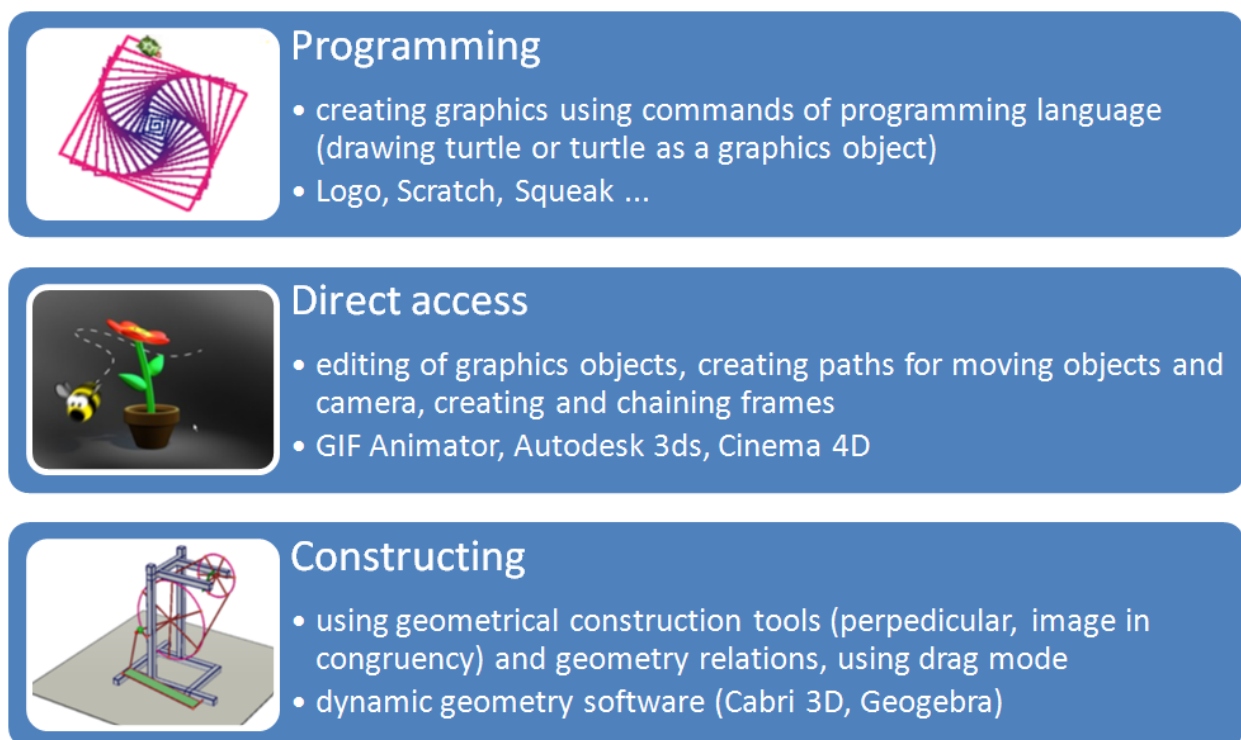 Programming
• creating graphics using commands of programming language
(drawing turtle or turtle as a graphics object)
• Logo, Scratch, Squeak ...
Direct access
• editing of graphics objects, creating paths for moving objects and
camera, creating and chaining frames
• GIF Animator, Autodesk 3ds, Cinema 4D
Constructing
• using geometrical construction tools (perpedicular, image in
congruency) and geometry relations, using drag mode
• dynamic geometry software (Cabri 3D, Geogebra)